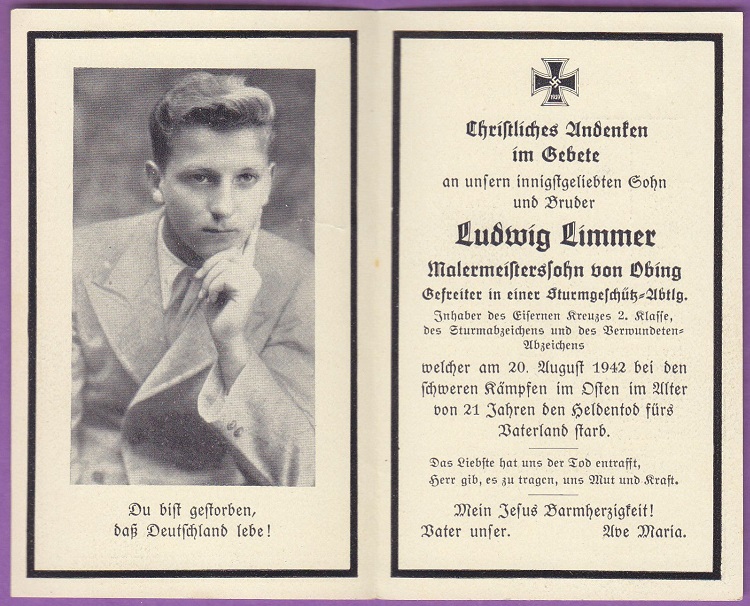 Du bist gestorben,
daß Deutschland lebe!
1939
Christliches Andenken
im Gebete
an unsern innigstgeliebten Sohn
und Bruder
Ludwig Limmer
Malermeisterssohn von Obing
Gefreiter in einer Sturmgeschütz-Abtlg.
Inhaber des Eisernen Kreuzes 2. Klasse,
des Sturmabzeichens und des Verwundeten-
Abzeichens
welcher am 20. August 1942 bei den
schweren Kämpfen im Osten im Alter
von 21 Jahren den Heldentod fürs
Vaterland starb.
Das Liebste hat uns der Tod entrafft,
Herr gib, es zu tragen, uns Mut und Kraft.
Mein Jesus Barmherzigkeit!
Vater unser. Ave Maria.